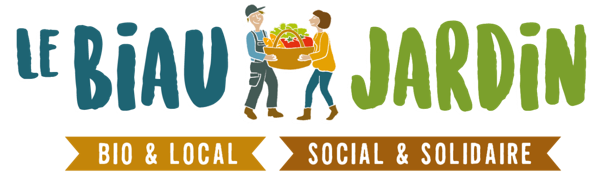 LE BiAU JARDiN
BIO & LOCAL SOCIAL & SOLIDAIRE